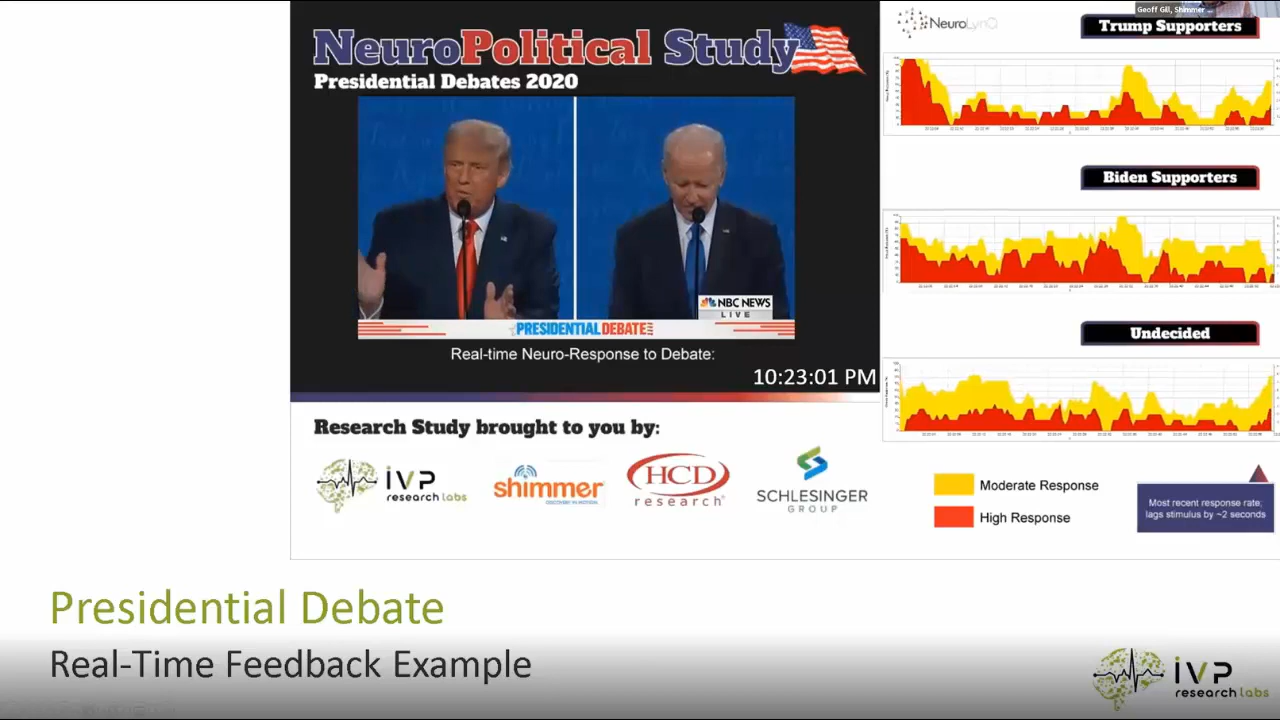 Geoff Gill, Shimmer ...
NeuroPolitical Study
Presidential Debates 2020
NBC NEWS
LIVE
PRESIDENTIAL DEBATE
Real-time Neuro-Response to Debate:
10:23:01 PM
Research Study brought to you by:
iVP
research labs
shimmer
HCD
research
SCHLESINGER
GROUP
NeuroLynQ
Trump Supporters
Biden Supporters
Undecided
Moderate Response
High Response
Most recent response rate;
lags stimulus by ~2 seconds
Presidential Debate
Real-Time Feedback Example
iVP
research labs